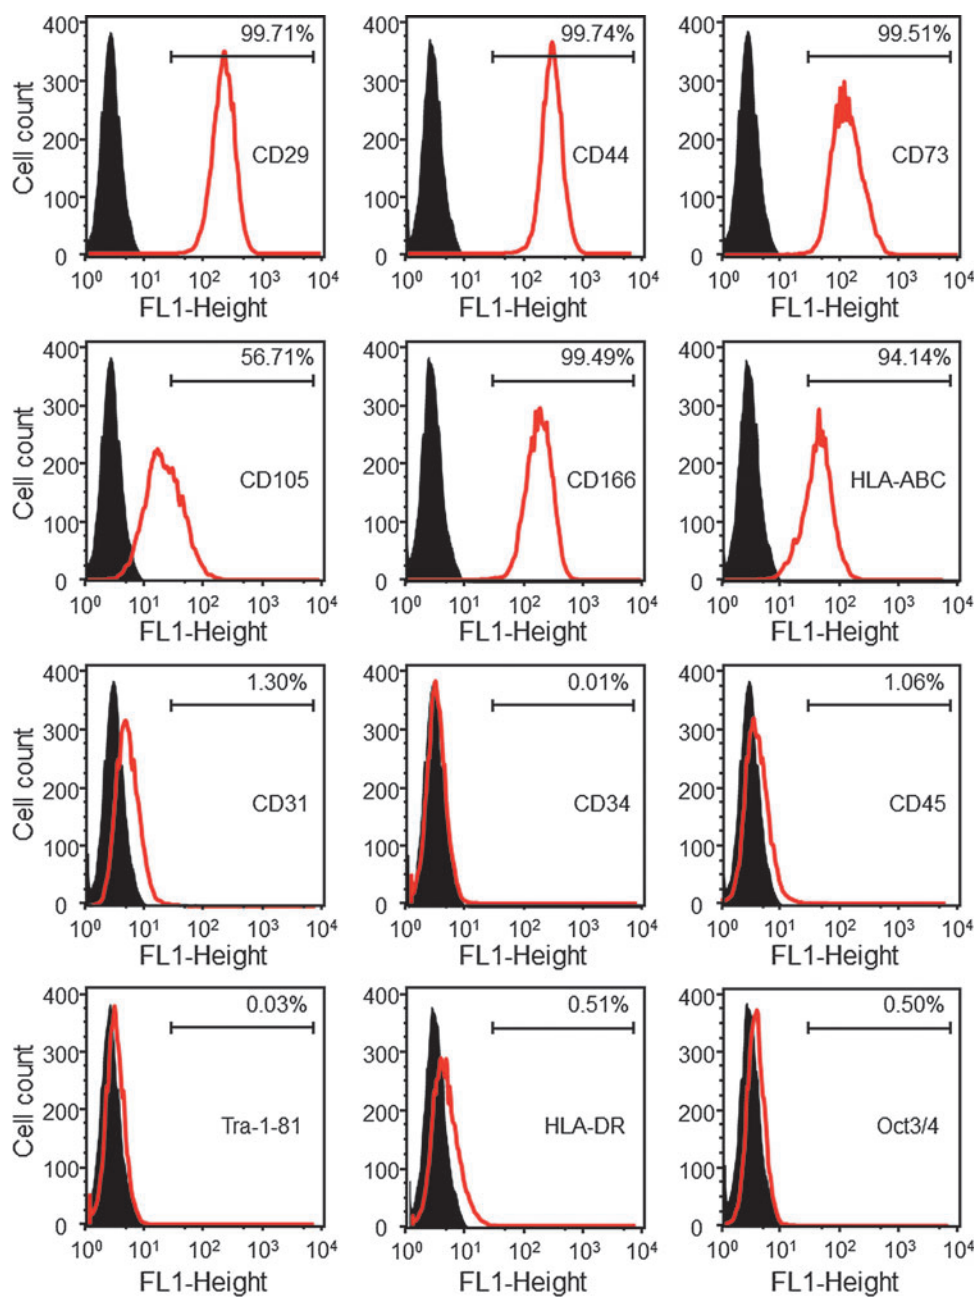 400 400 400
99.71% 99.74% 99.51%
300 300 300
Cell count
200 200 200
CD29 CD44 CD73
100 100 100
0 0 0
10⁰ 10¹ 10² 10³ 10⁴ 10⁰ 10¹ 10² 10³ 10⁴ 10⁰ 10¹ 10² 10³ 10⁴
FL1-Height FL1-Height FL1-Height
400 400 400
56.71% 99.49% 94.14%
300 300 300
Cell count
200 200 200
CD105 CD166 HLA-ABC
100 100 100
0 0 0
10⁰ 10¹ 10² 10³ 10⁴ 10⁰ 10¹ 10² 10³ 10⁴ 10⁰ 10¹ 10² 10³ 10⁴
FL1-Height FL1-Height FL1-Height
400 400 400
1.30% 0.01% 1.06%
300 300 300
Cell count
200 200 200
CD31 CD34 CD45
100 100 100
0 0 0
10⁰ 10¹ 10² 10³ 10⁴ 10⁰ 10¹ 10² 10³ 10⁴ 10⁰ 10¹ 10² 10³ 10⁴
FL1-Height FL1-Height FL1-Height
400 400 400
0.03% 0.51% 0.50%
300 300 300
Cell count
200 200 200
Tra-1-81 HLA-DR Oct3/4
100 100 100
0 0 0
10⁰ 10¹ 10² 10³ 10⁴ 10⁰ 10¹ 10² 10³ 10⁴ 10⁰ 10¹ 10² 10³ 10⁴
FL1-Height FL1-Height FL1-Height